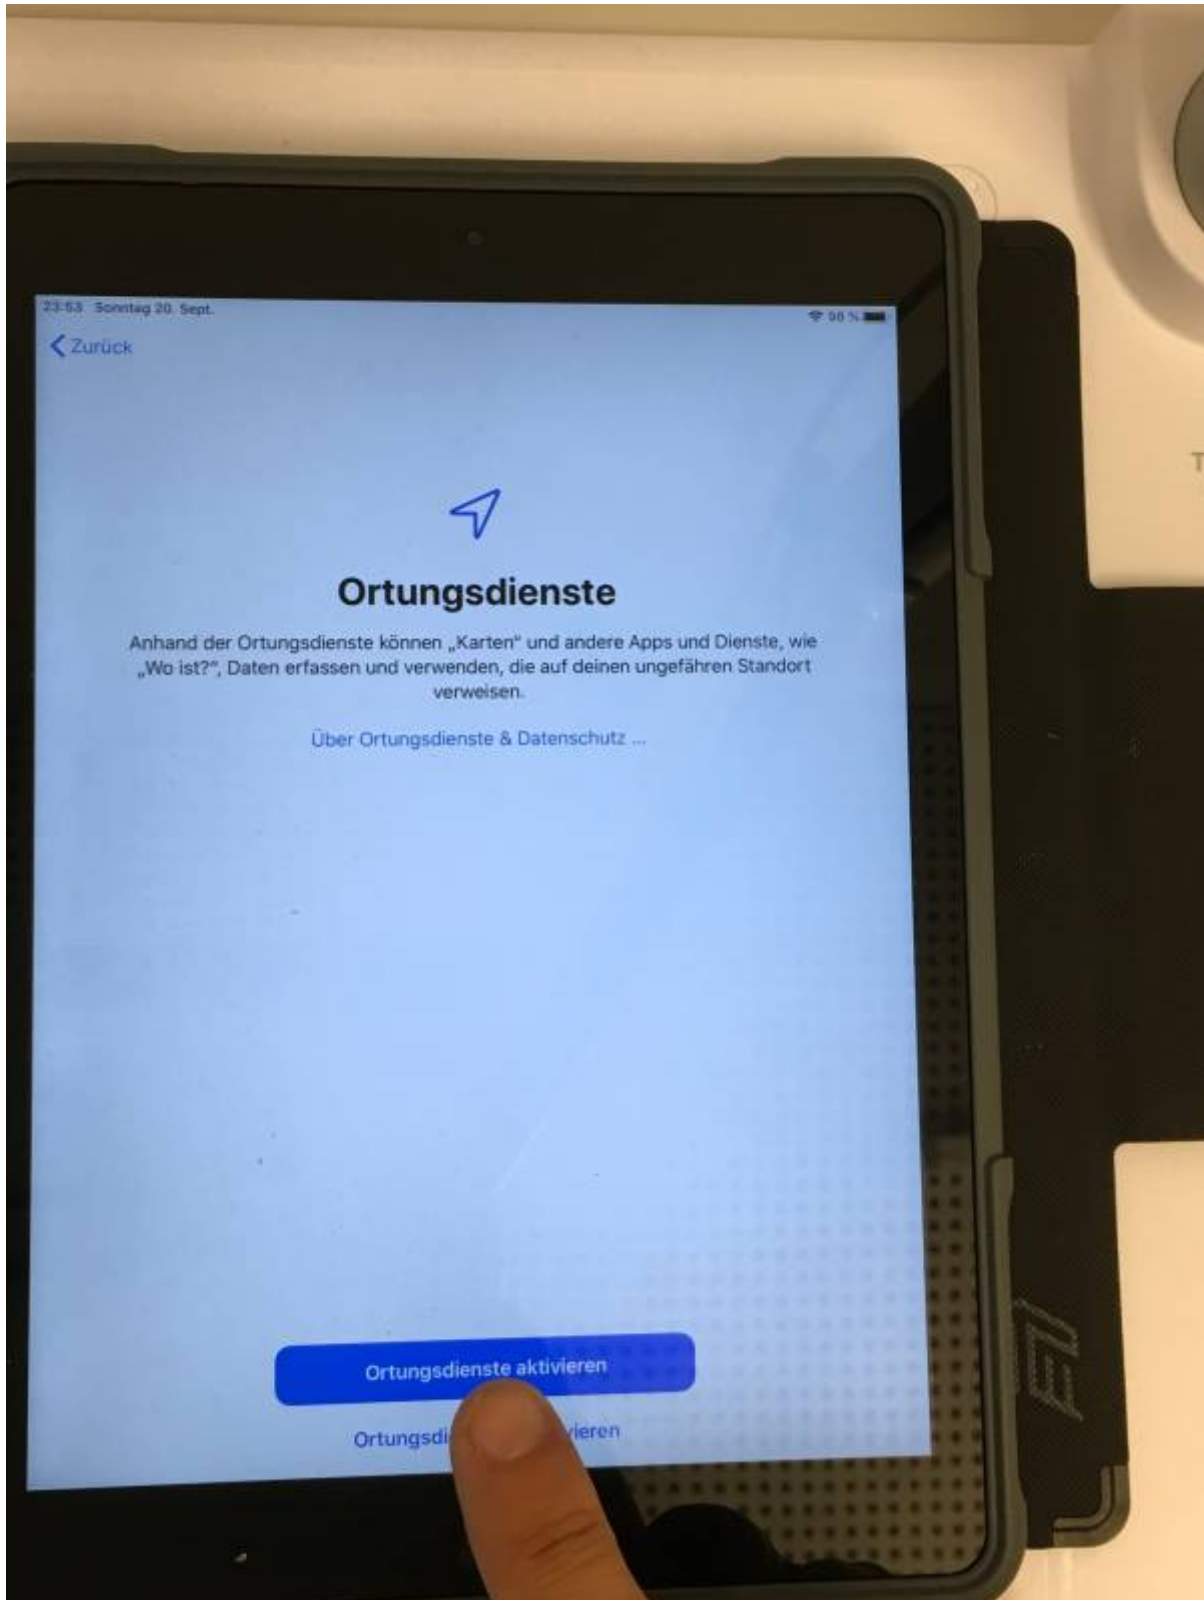 23:53 Sonntag 20. Sept.
98 %
Zurück
Ortungsdienste
Anhand der Ortungsdienste können „Karten“ und andere Apps und Dienste, wie
„Wo ist?“, Daten erfassen und verwenden, die auf deinen ungefähren Standort
verweisen.
Über Ortungsdienste & Datenschutz ...
Ortungsdienste aktivieren